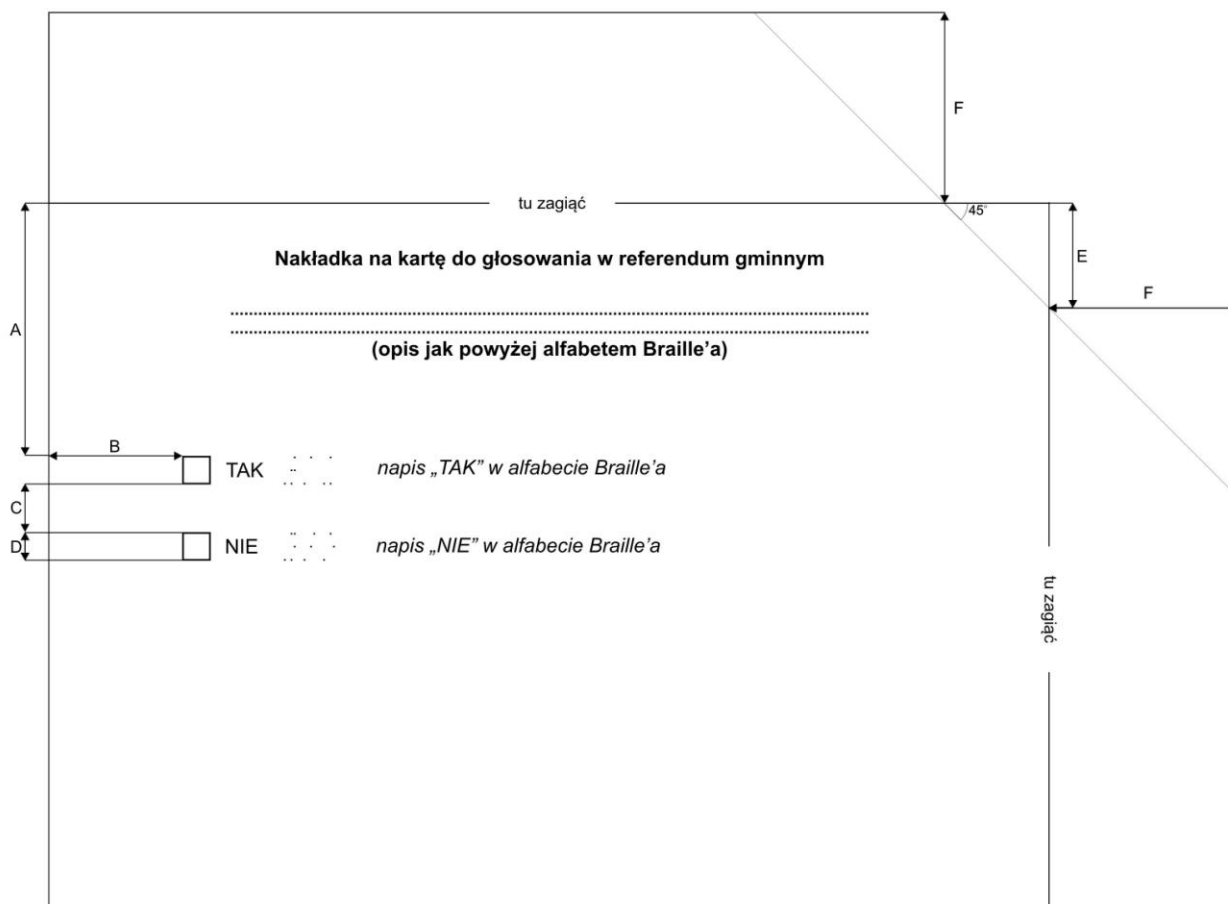 F
tu zagiąć
45°
E
Nakładka na kartę do głosowania w referendum gminnym
F
A
(opis jak powyżej alfabetem Braille’a)
B
TAK napis „TAK” w alfabecie Braille’a
C
D
NIE napis „NIE” w alfabecie Braille’a
tu zagiąć